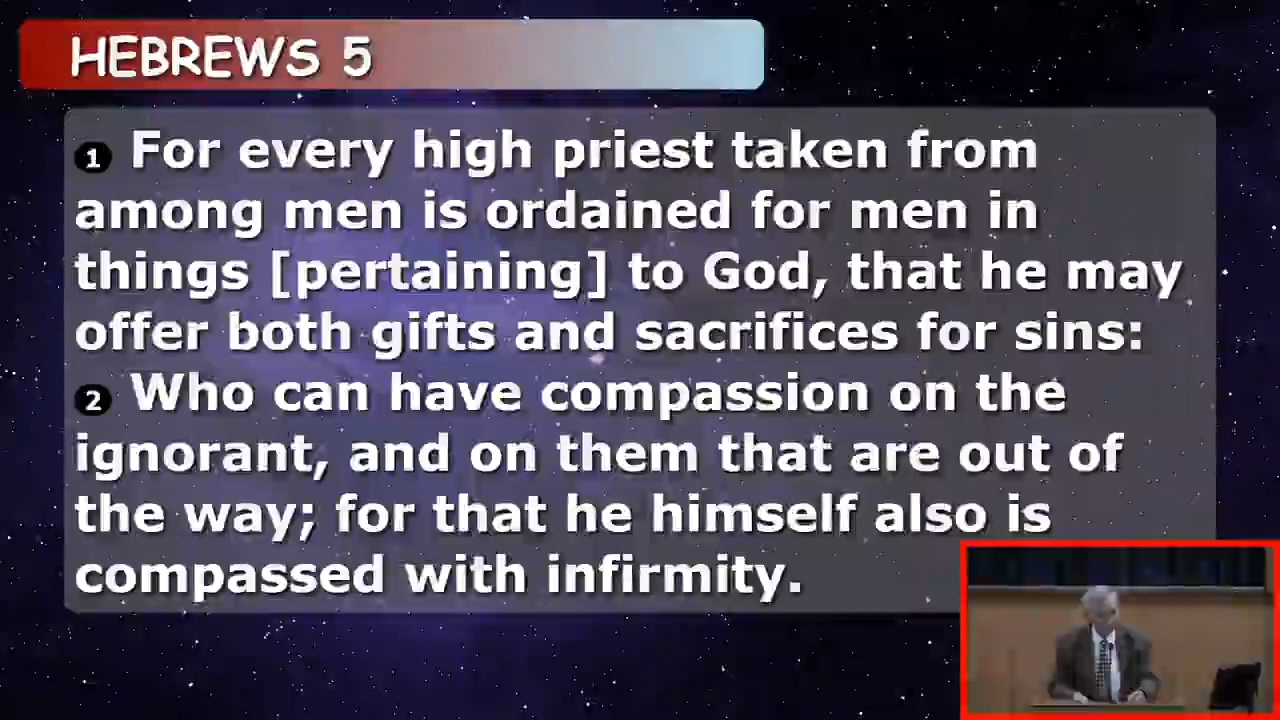 HEBREWS 5
1 For every high priest taken from
among men is ordained for men in
things [pertaining] to God, that he may
offer both gifts and sacrifices for sins:
2 Who can have compassion on the
ignorant, and on them that are out of
the way; for that he himself also is
compassed with infirmity.